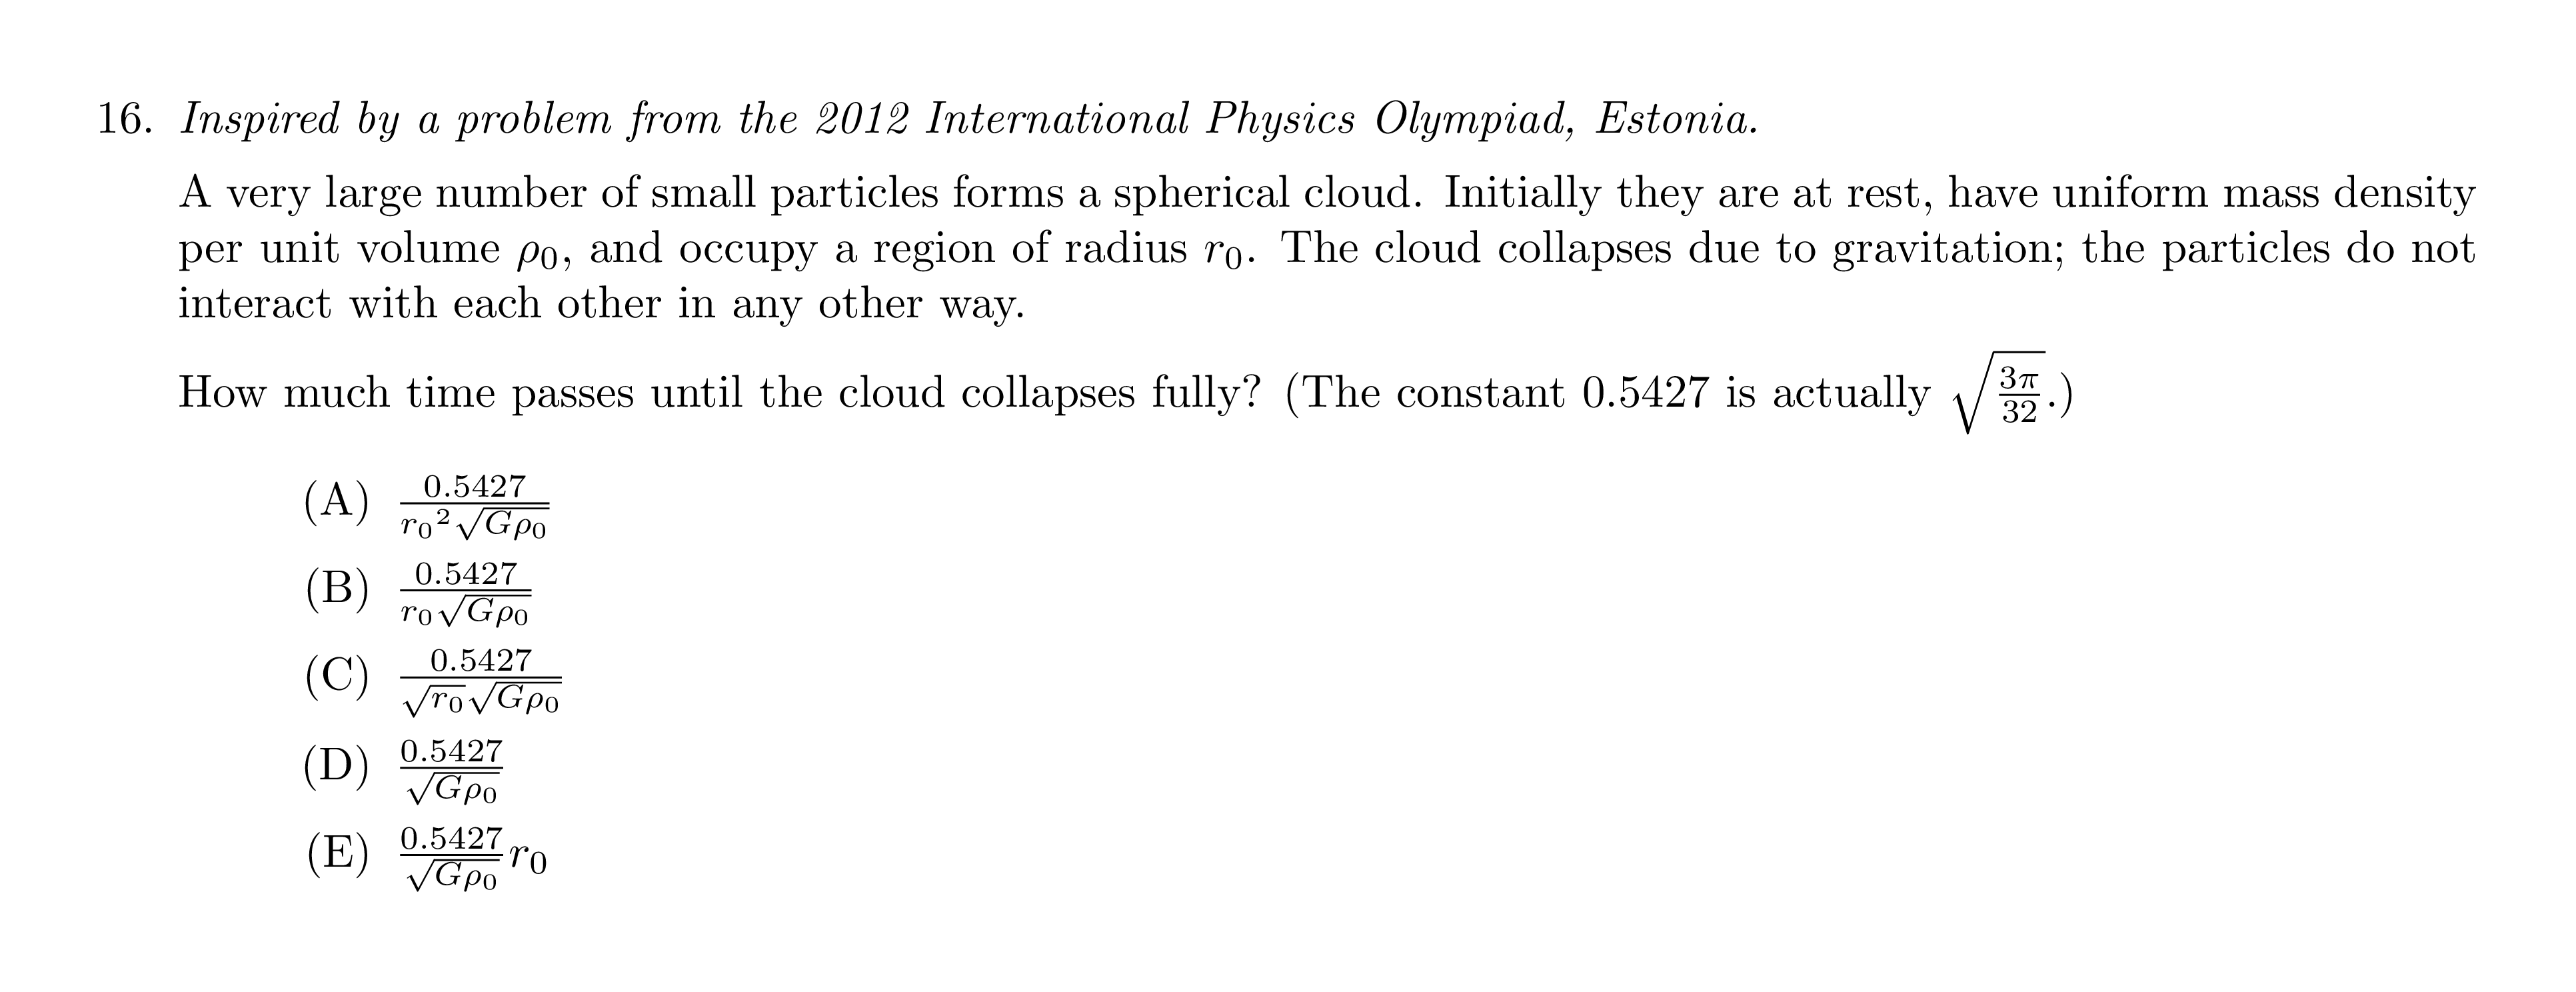 16. Inspired by a problem from the 2012 International Physics Olympiad, Estonia.
A very large number of small particles forms a spherical cloud. Initially they are at rest, have uniform mass density
per unit volume ρ₀, and occupy a region of radius r₀. The cloud collapses due to gravitation; the particles do not
interact with each other in any other way.
How much time passes until the cloud collapses fully? (The constant 0.5427 is actually $\sqrt{\frac{3\pi}{32}}$.)
(A) $\frac{0.5427}{{r_0}^2\sqrt{G\rho_0}}$
(B) $\frac{0.5427}{r_0\sqrt{G\rho_0}}$
(C) $\frac{0.5427}{\sqrt{r_0}\sqrt{G\rho_0}}$
(D) $\frac{0.5427}{\sqrt{G\rho_0}}$
(E) $\frac{0.5427}{\sqrt{G\rho_0}}r_0$